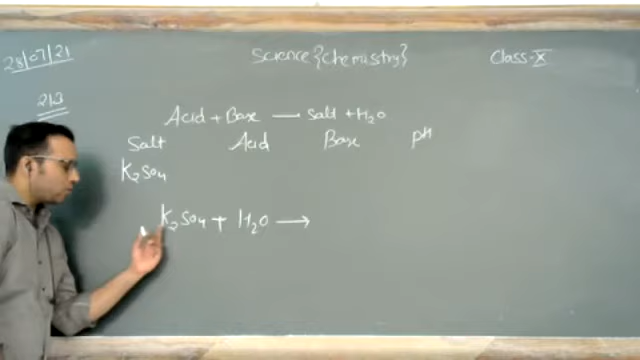 28/07/21 Science {Chemistry} Class-X
213
Acid + Base — Salt + H₂O
Salt Acid Base pH
K₂SO₄
K₂SO₄ + H₂O →